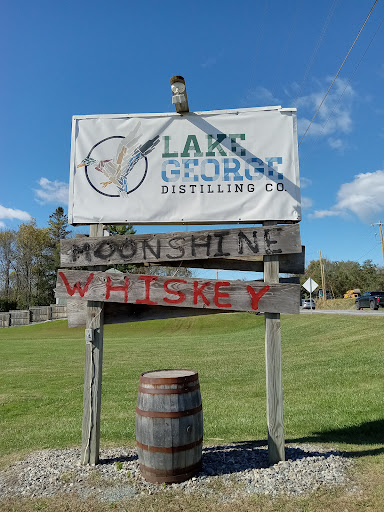 LAKE
GEORGE
DISTILLING CO.
MOONSHINE
WHISKEY